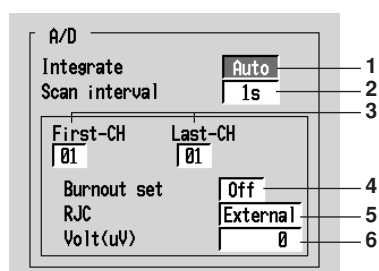 A/D
Integrate Auto 1
Scan interval 1s 2
3
First-CH Last-CH
01 01
Burnout set Off 4
RJC External 5
Volt(uV) 0 6